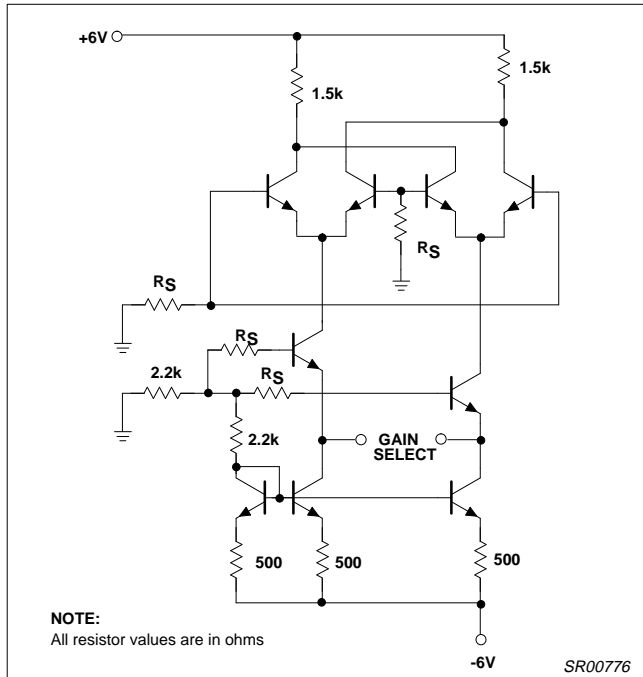 +6V
1.5k
1.5k
RS
RS
RS
2.2k
RS
2.2k
GAIN
SELECT
500
500
500
NOTE:
All resistor values are in ohms
-6V
SR00776